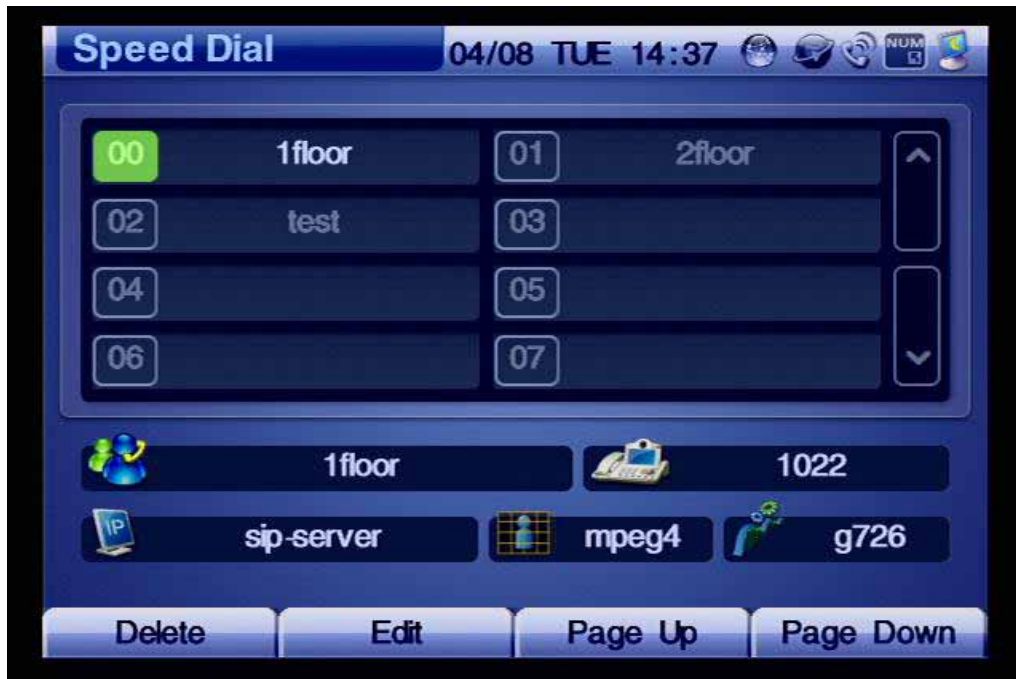 Speed Dial 04/08 TUE 14:37 NUM
00 1floor 01 2floor
02 test 03
04 05
06 07
1floor 1022
IP sip-server mpeg4 g726
Delete Edit Page Up Page Down